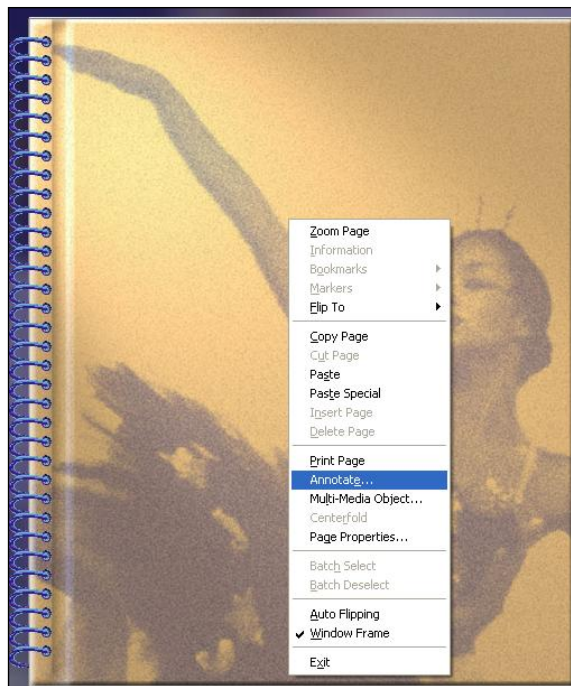 Zoom Page
Information
Bookmarks
Markers
Flip To
Copy Page
Cut Page
Paste
Paste Special
Insert Page
Delete Page
Print Page
Annotate...
Multi-Media Object...
Centerfold
Page Properties...
Batch Select
Batch Deselect
Auto Flipping
Window Frame
Exit